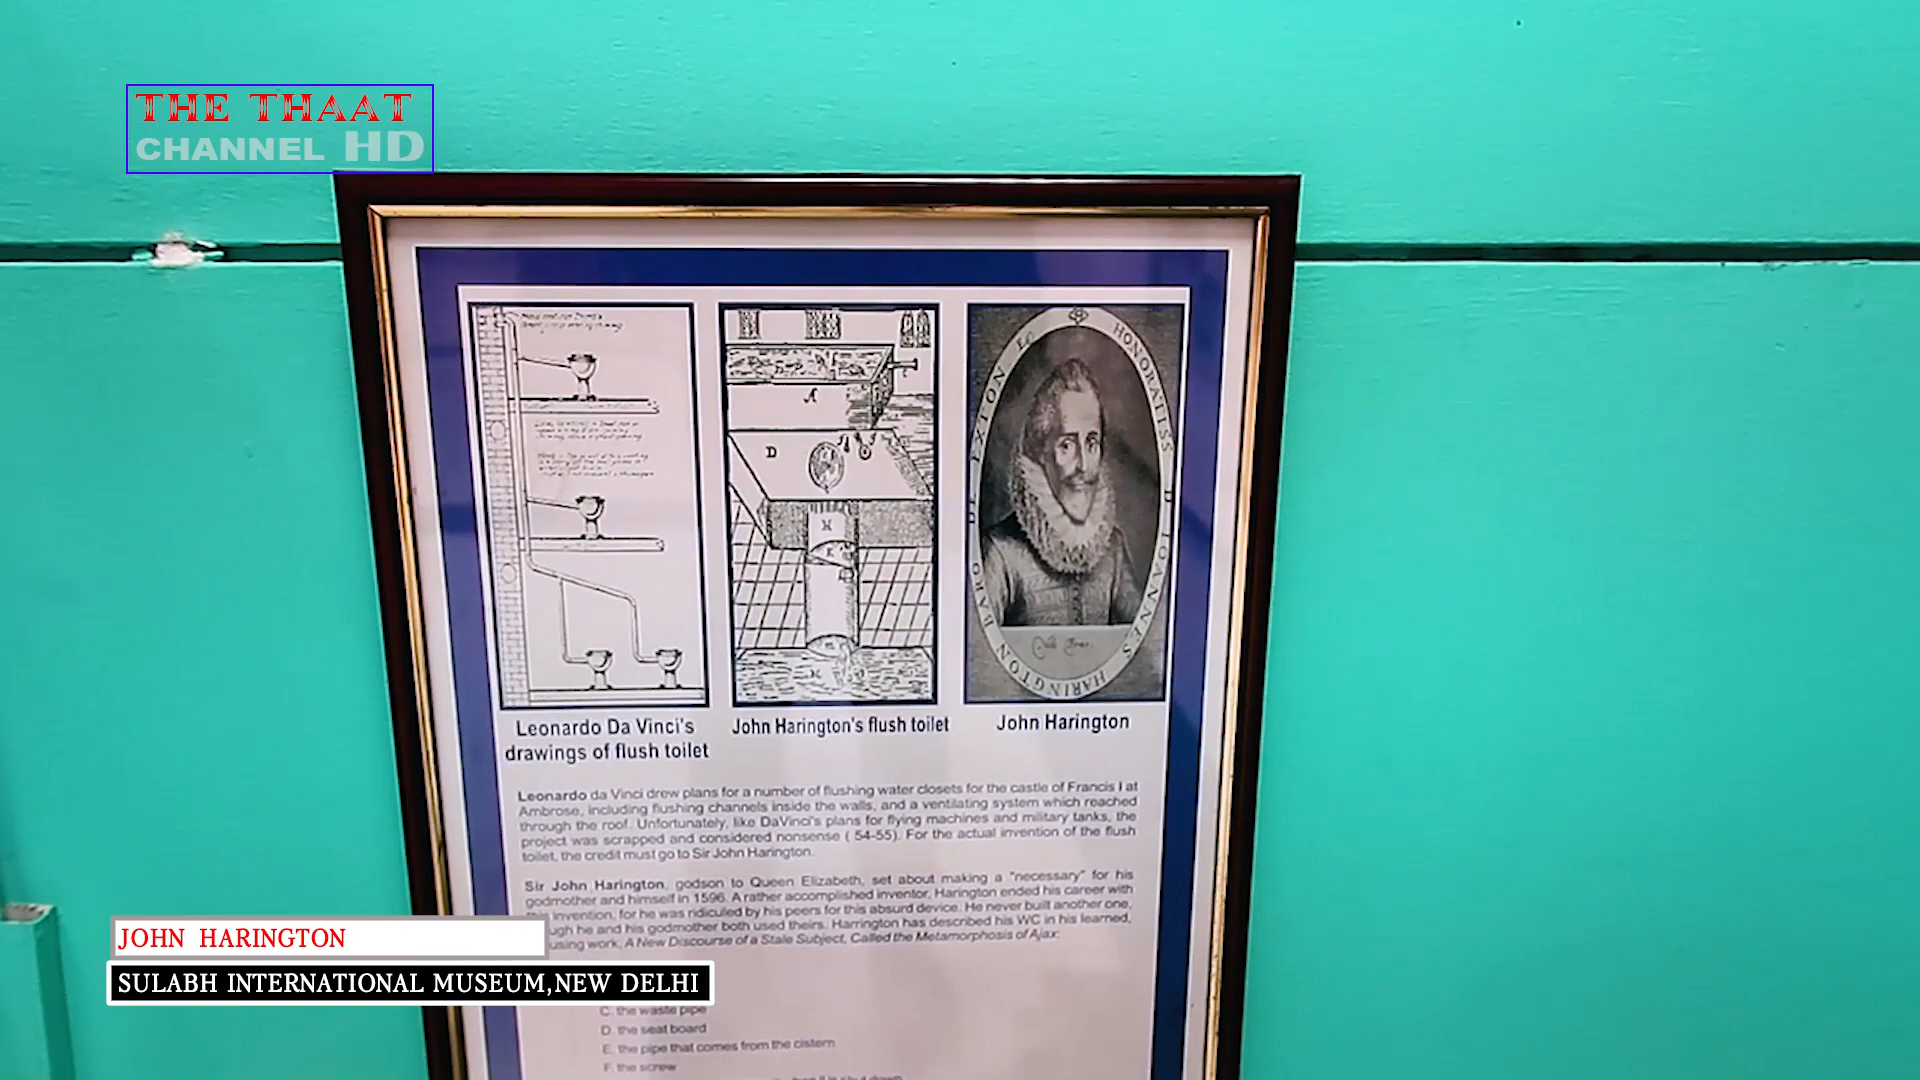 THE THAAT
CHANNEL HD
DE EXTON
HONORATISS
D IOANNES
HARINGTON
BARO
A
D
H
K
Leonardo Da Vinci's
drawings of flush toilet
John Harington's flush toilet
John Harington
Leonardo da Vinci drew plans for a number of flushing water closets for the castle of Francis I at
Ambrose, including flushing channels inside the walls, and a ventilating system which reached
through the roof. Unfortunately, like DaVinci's plans for flying machines and military tanks, the
project was scrapped and considered nonsense ( 54-55). For the actual invention of the flush
toilet, the credit must go to Sir John Harington.
Sir John Harington, godson to Queen Elizabeth, set about making a "necessary" for his
godmother and himself in 1596. A rather accomplished inventor, Harington ended his career with
invention, for he was ridiculed by his peers for this absurd device. He never built another one,
ugh he and his godmother both used theirs. Harrington has described his WC in his learned,
using work, A New Discourse of a Stale Subject, Called the Metamorphosis of Ajax:
JOHN HARINGTON
SULABH INTERNATIONAL MUSEUM,NEW DELHI
C. the waste pipe
D. the seat board
E. the pipe that comes from the cistern
F. the screw